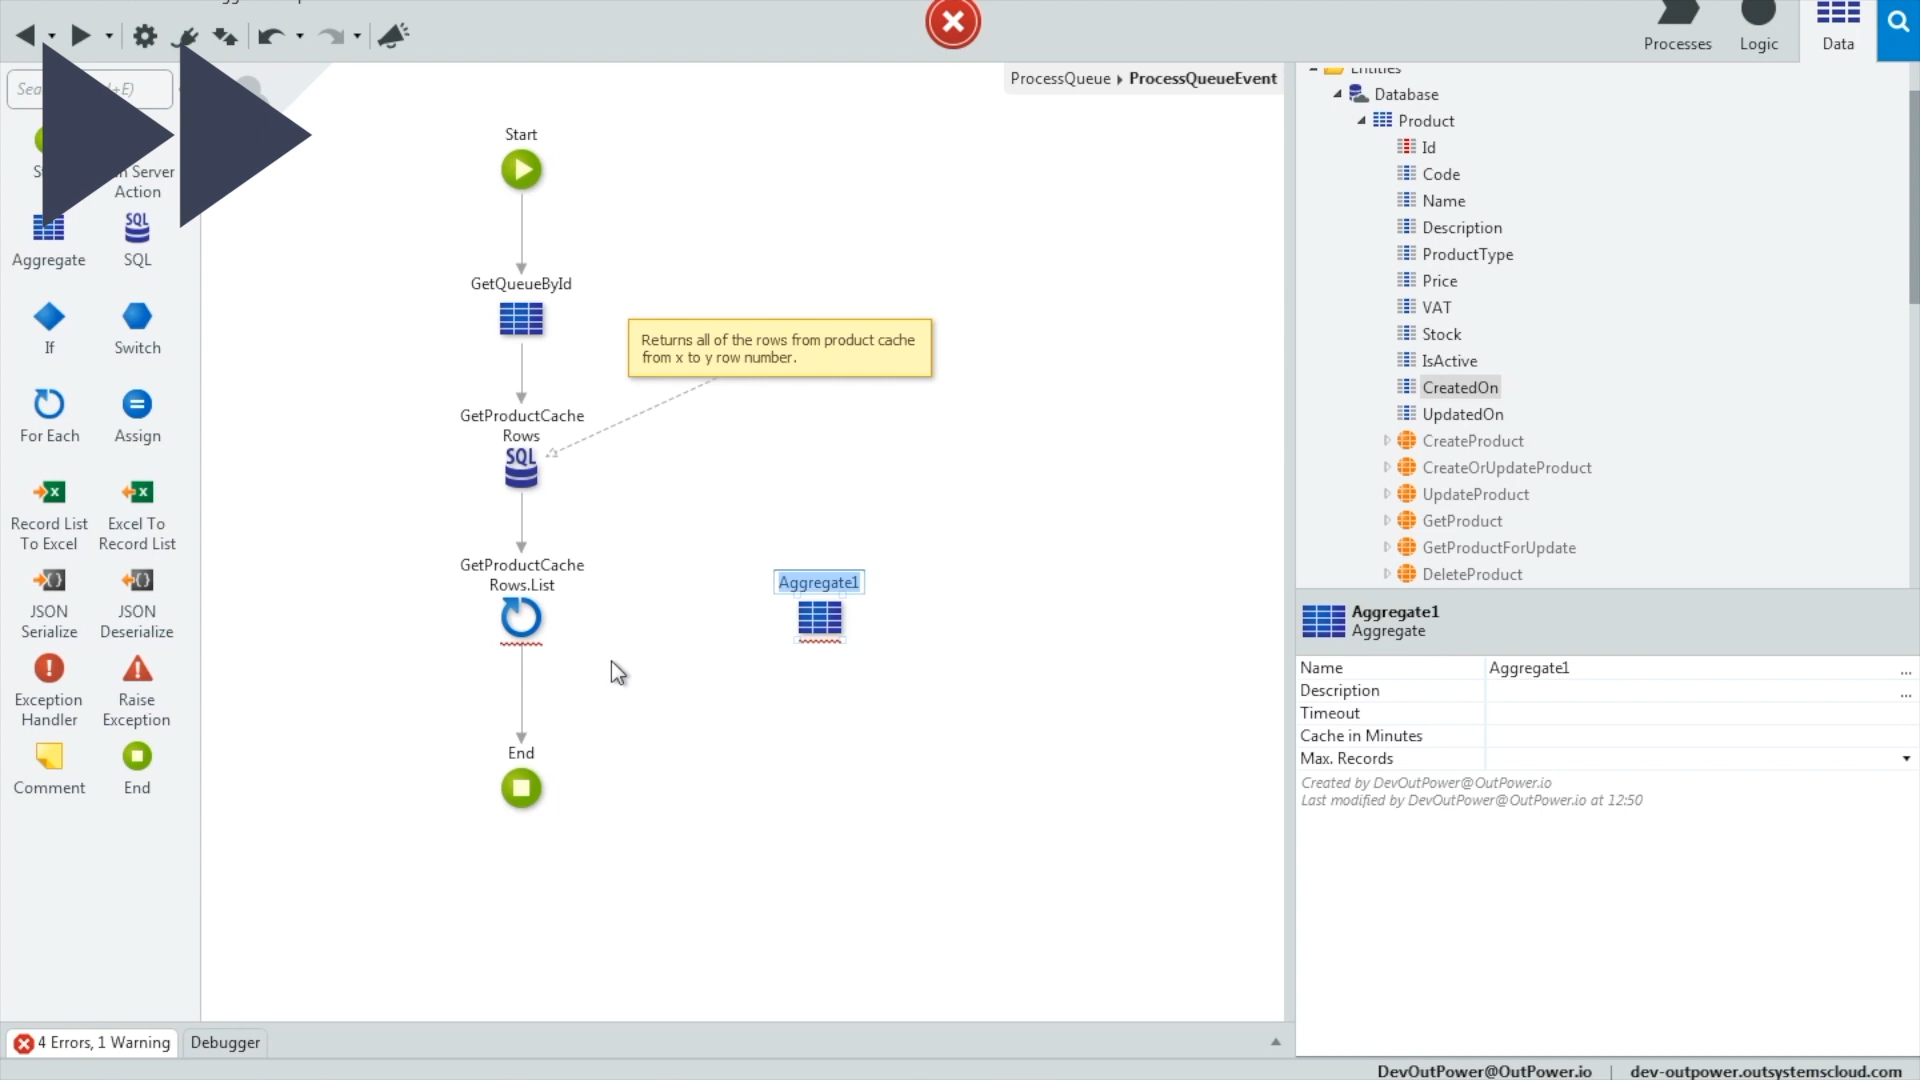 Processes
Logic
Data
Sea
+E)
ProcessQueue ProcessQueueEvent
Server
Action
Aggregate
SQL
SQL
If
Switch
For Each
Assign
Record List
To Excel
Excel To
Record List
JSON
Serialize
JSON
Deserialize
Exception
Handler
Raise
Exception
Comment
End
Start
GetQueueById
Returns all of the rows from product cache
from x to y row number.
GetProductCache
Rows
SQL
GetProductCache
Rows.List
Aggregate1
End
Entities
Database
Product
Id
Code
Name
Description
ProductType
Price
VAT
Stock
IsActive
CreatedOn
UpdatedOn
CreateProduct
CreateOrUpdateProduct
UpdateProduct
GetProduct
GetProductForUpdate
DeleteProduct
Aggregate1
Aggregate
Name Aggregate1 ...
Description ...
Timeout
Cache in Minutes
Max. Records
Created by DevOutPower@OutPower.io
Last modified by DevOutPower@OutPower.io at 12:50
4 Errors, 1 Warning
Debugger
DevOutPower@OutPower.io | dev-outpower.outsystemscloud.com